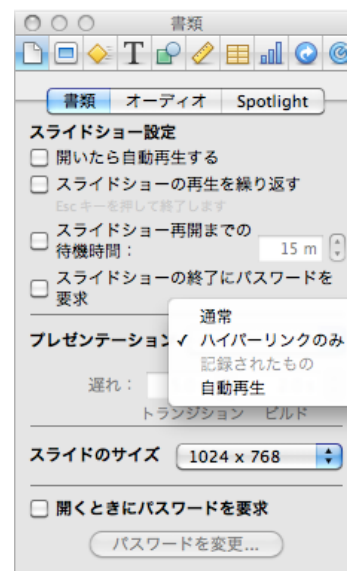 書類
T
書類 オーディオ Spotlight
スライドショー設定
開いたら自動再生する
スライドショーの再生を繰り返す
Esc キーを押して終了します
スライドショー再開までの
待機時間： 15 m
スライドショーの終了にパスワードを
要求
通常
プレゼンテーション ✓ ハイパーリンクのみ
記録されたもの
遅れ： 自動再生
トランジション ビルド
スライドのサイズ 1024 x 768
開くときにパスワードを要求
パスワードを変更...